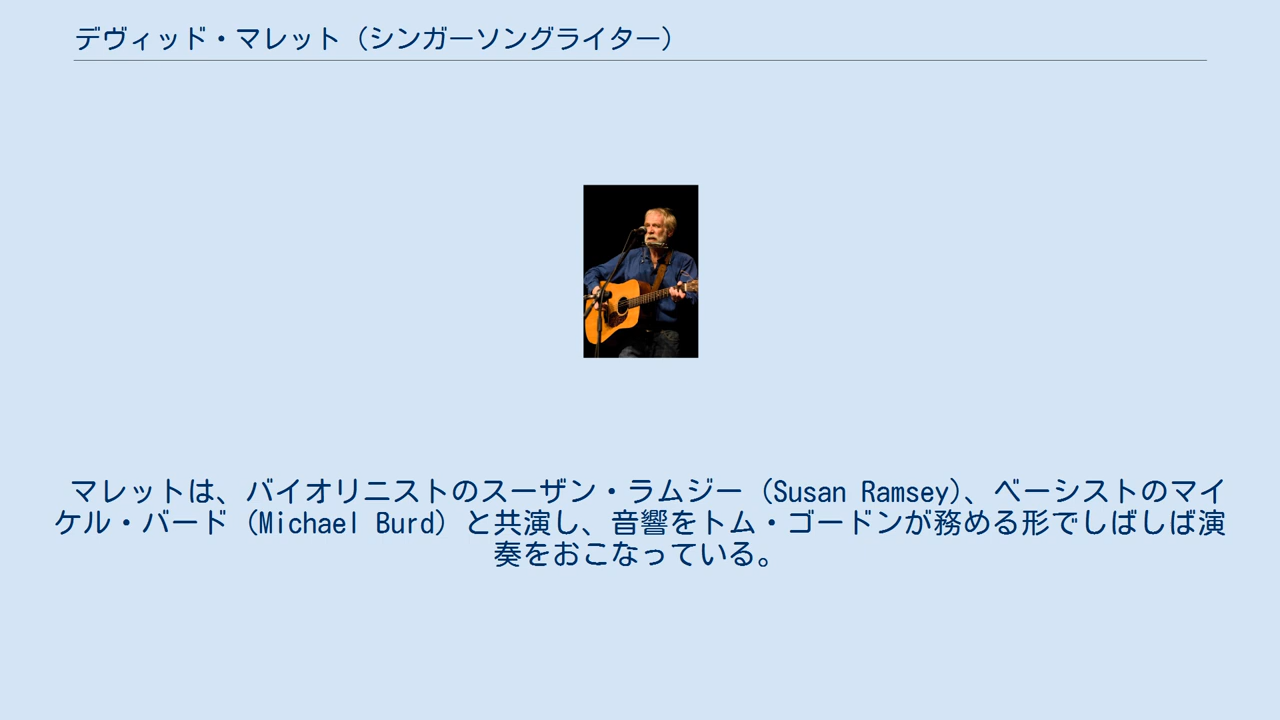 デヴィッド・マレット（シンガーソングライター）
マレットは、バイオリニストのスーザン・ラムジー（Susan Ramsey）、ベーシストのマイ
ケル・バード（Michael Burd）と共演し、音響をトム・ゴードンが務める形でしばしば演
奏をおこなっている。